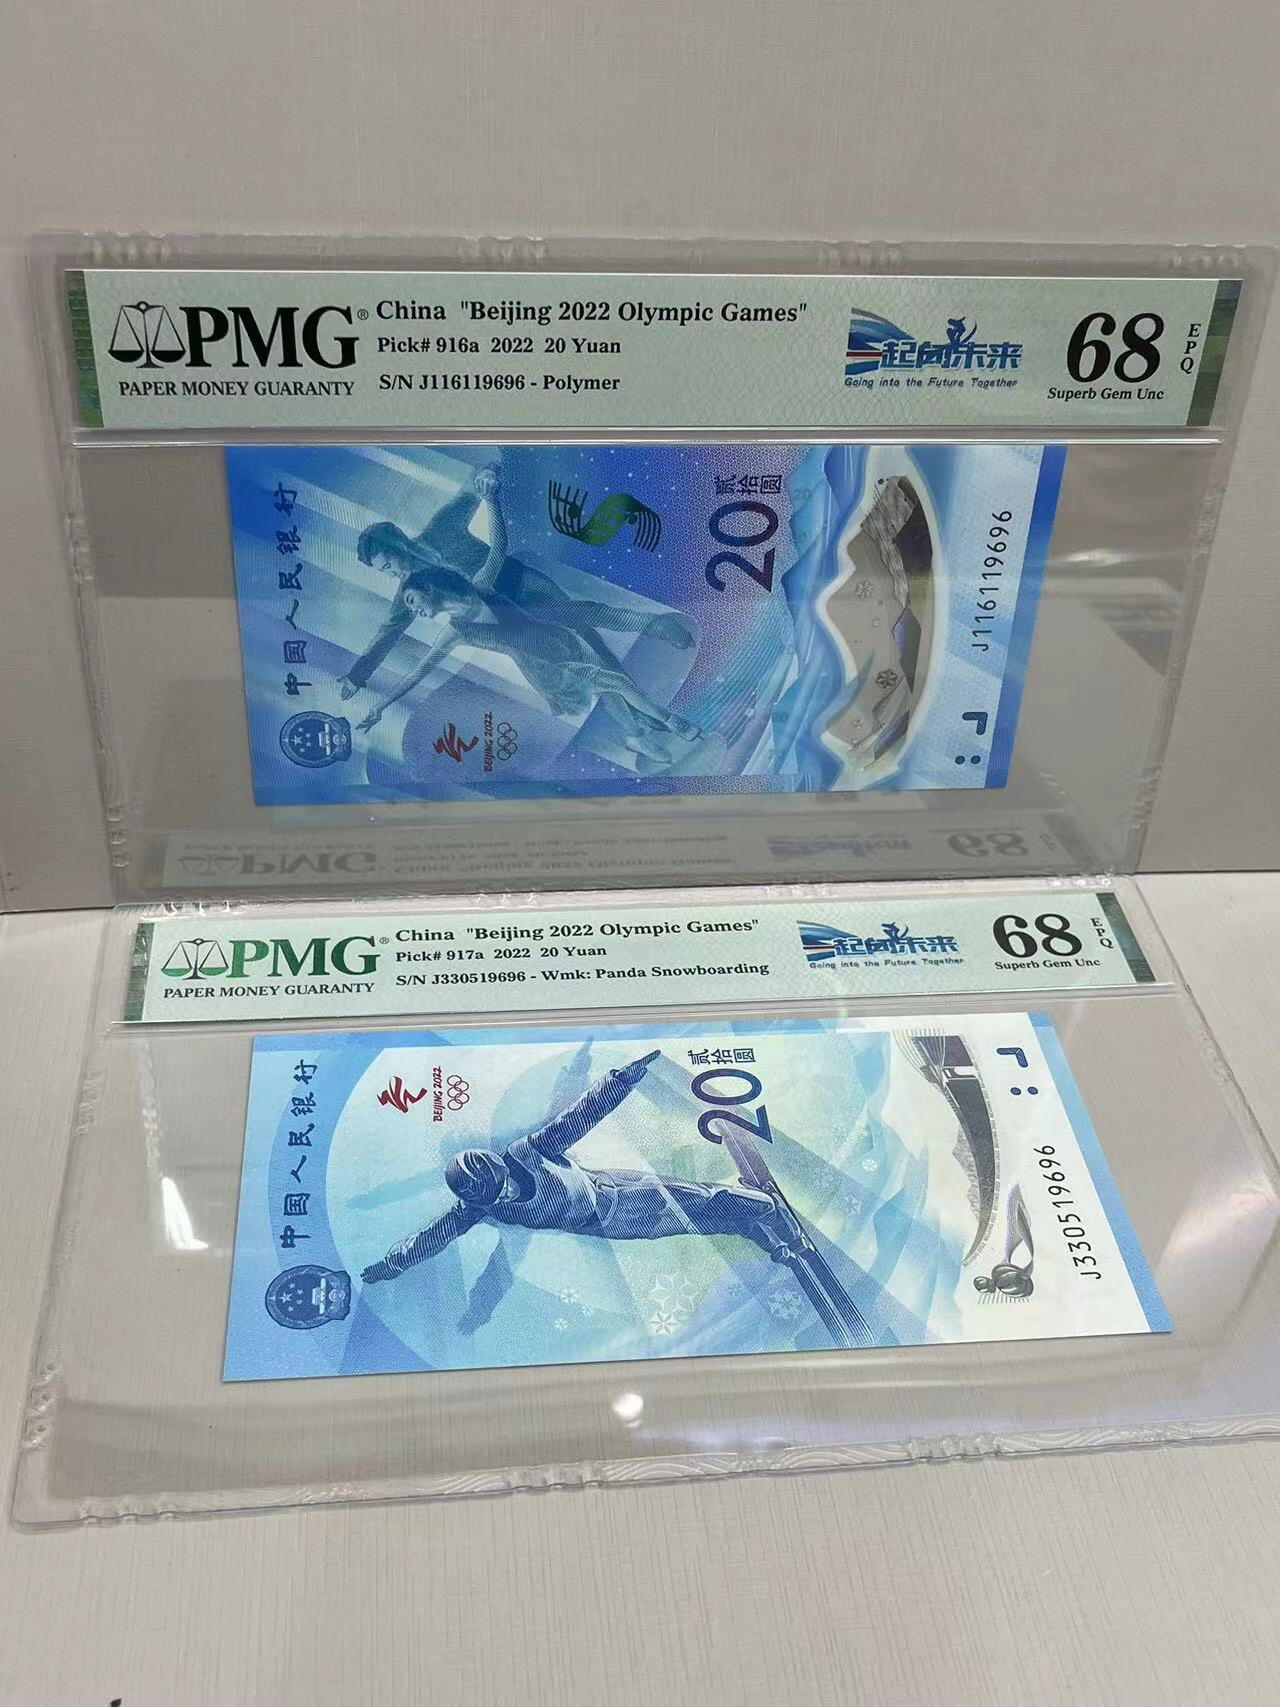 PMG®
PAPER MONEY GUARANTY
China "Beijing 2022 Olympic Games"
Pick# 916a 2022 20 Yuan
S/N J116119696 - Polymer
一起向未来
Going into the Future Together
68
EPQ
Superb Gem Unc
中国人民银行
贰拾圆
20
BEIJING 2022
J116119696
PMG®
PAPER MONEY GUARANTY
China "Beijing 2022 Olympic Games"
Pick# 917a 2022 20 Yuan
S/N J330519696 - Wmk: Panda Snowboarding
一起向未来
Going into the Future Together
68
EPQ
Superb Gem Unc
中国人民银行
贰拾圆
20
BEIJING 2022
J330519696